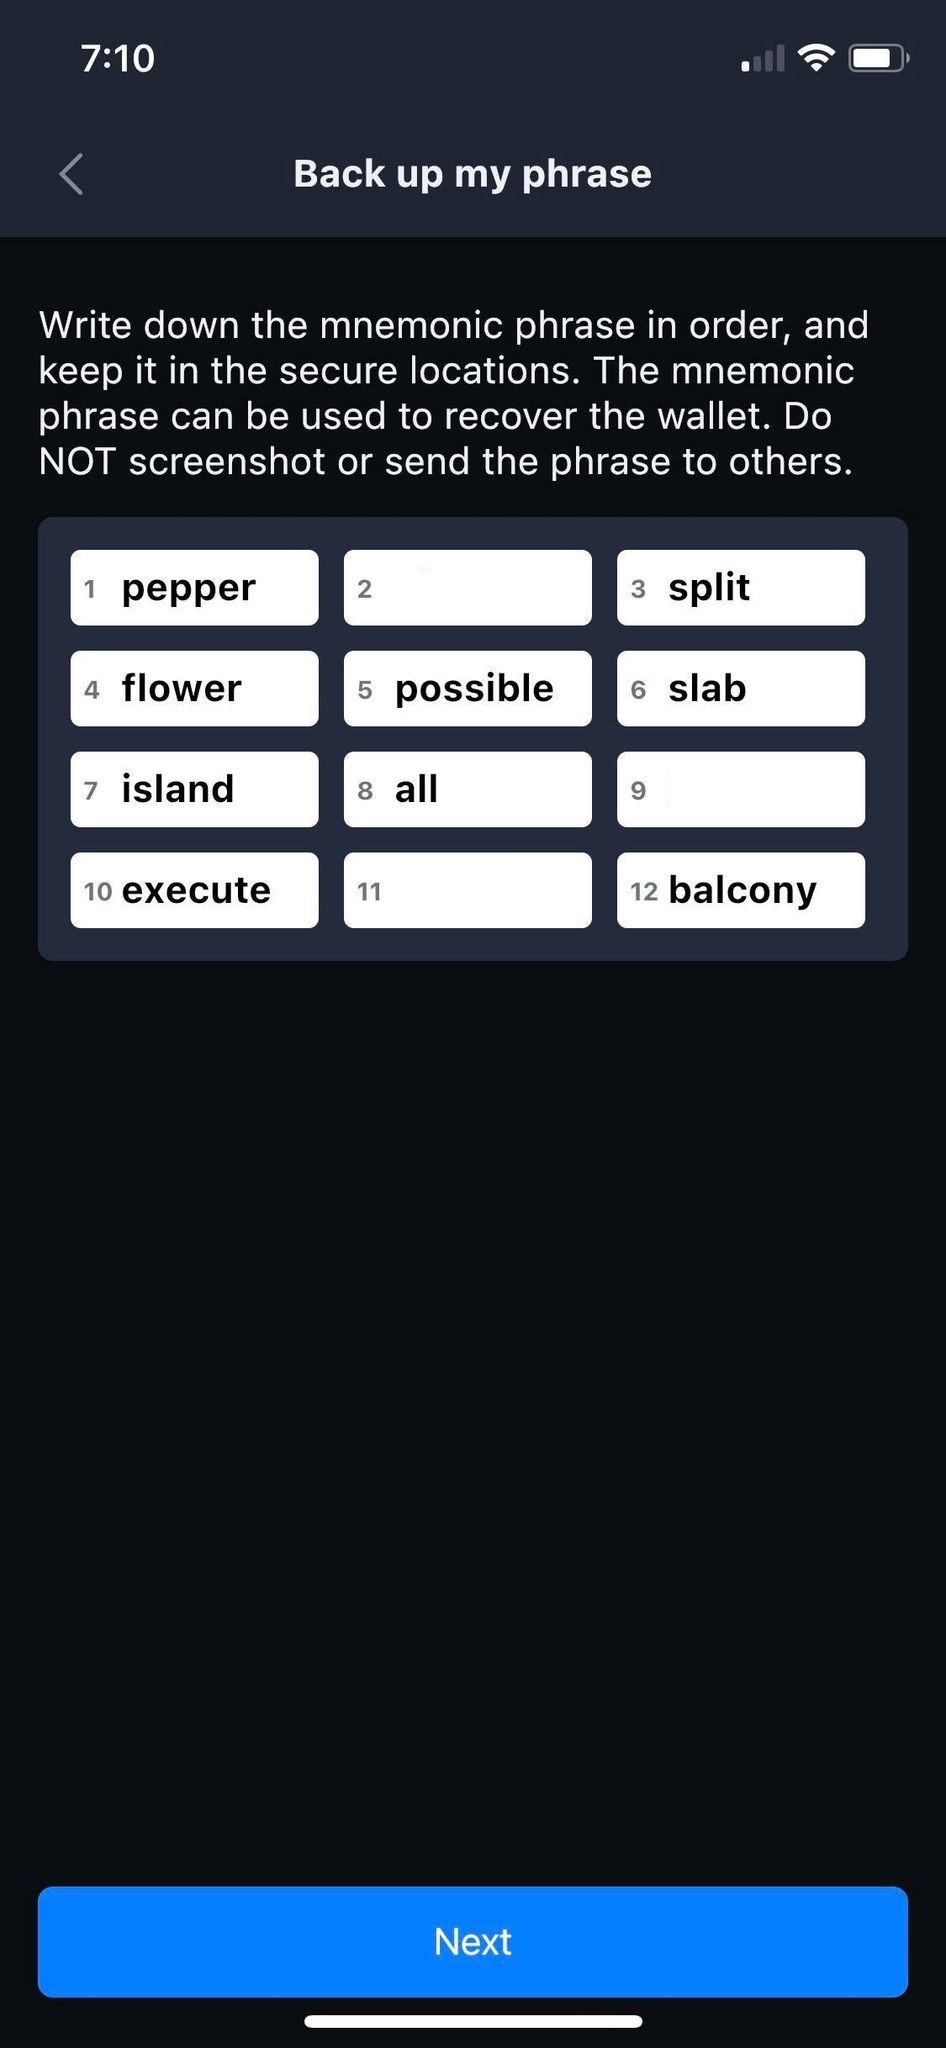 7:10
Back up my phrase
Write down the mnemonic phrase in order, and
keep it in the secure locations. The mnemonic
phrase can be used to recover the wallet. Do
NOT screenshot or send the phrase to others.
1 pepper 2 3 split
4 flower 5 possible 6 slab
7 island 8 all 9
10 execute 11 12 balcony
Next